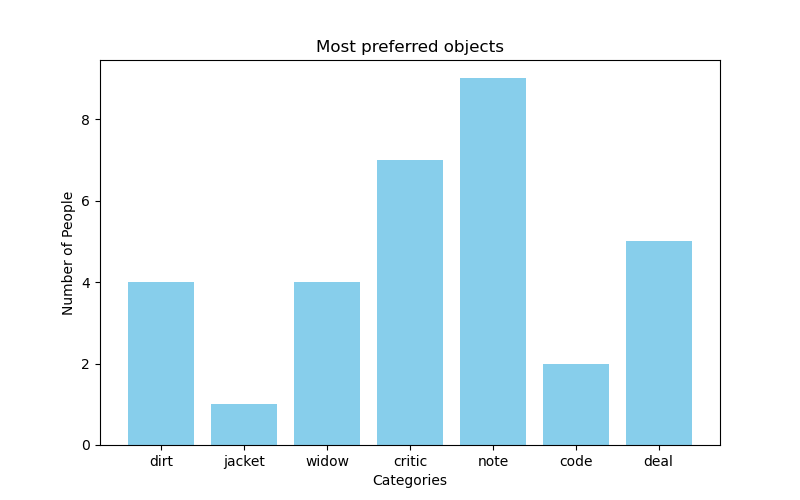 Most preferred objects
8
6
4
2
0
Number of People
dirt jacket widow critic note code deal
Categories